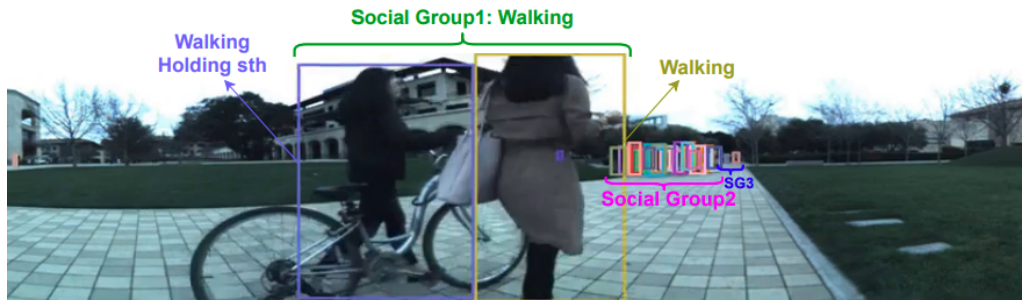 Social Group1: Walking
Walking
Holding sth
Walking
SG3
Social Group2